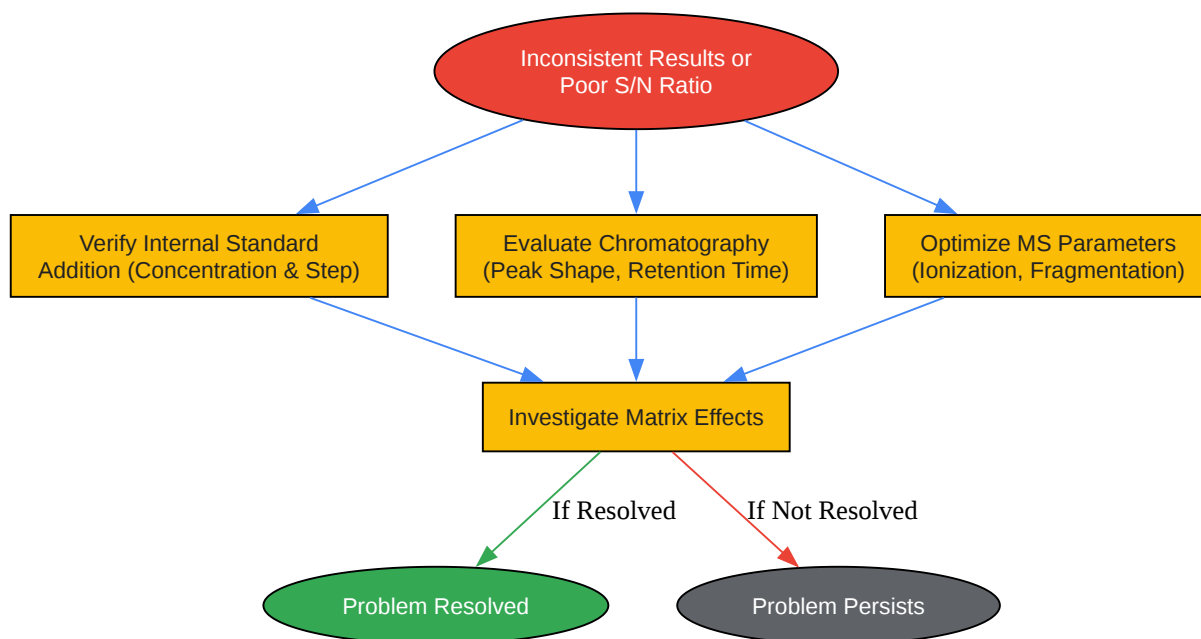 Inconsistent Results or
Poor S/N Ratio
Verify Internal Standard
Addition (Concentration & Step)
Evaluate Chromatography
(Peak Shape, Retention Time)
Optimize MS Parameters
(Ionization, Fragmentation)
Investigate Matrix Effects
If Resolved
If Not Resolved
Problem Resolved
Problem Persists